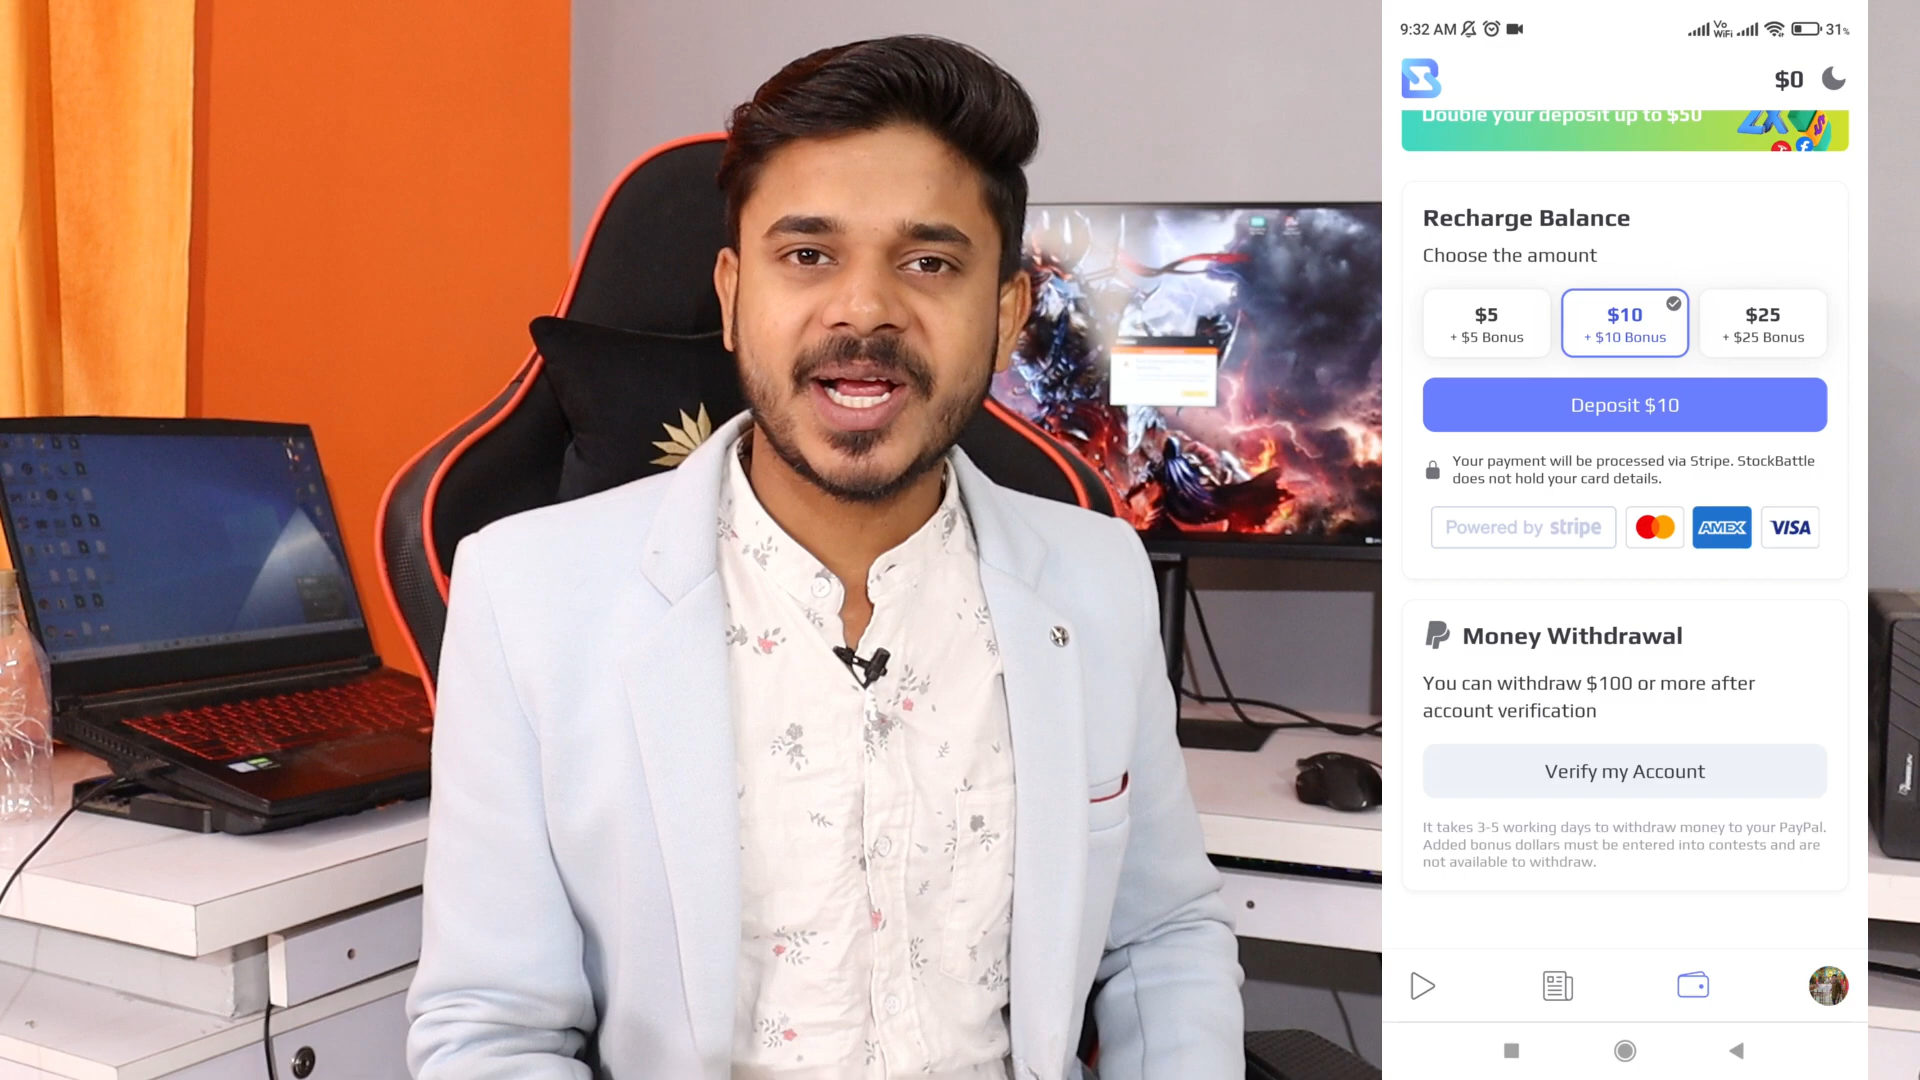 9:32 AM
Vo
WiFi
31%
$0
Double your deposit up to $50
Recharge Balance
Choose the amount
$5
+ $5 Bonus
$10
+ $10 Bonus
$25
+ $25 Bonus
Deposit $10
Your payment will be processed via Stripe. StockBattle
does not hold your card details.
Powered by stripe
AMEX
VISA
Money Withdrawal
You can withdraw $100 or more after
account verification
Verify my Account
It takes 3-5 working days to withdraw money to your PayPal.
Added bonus dollars must be entered into contests and are
not available to withdraw.